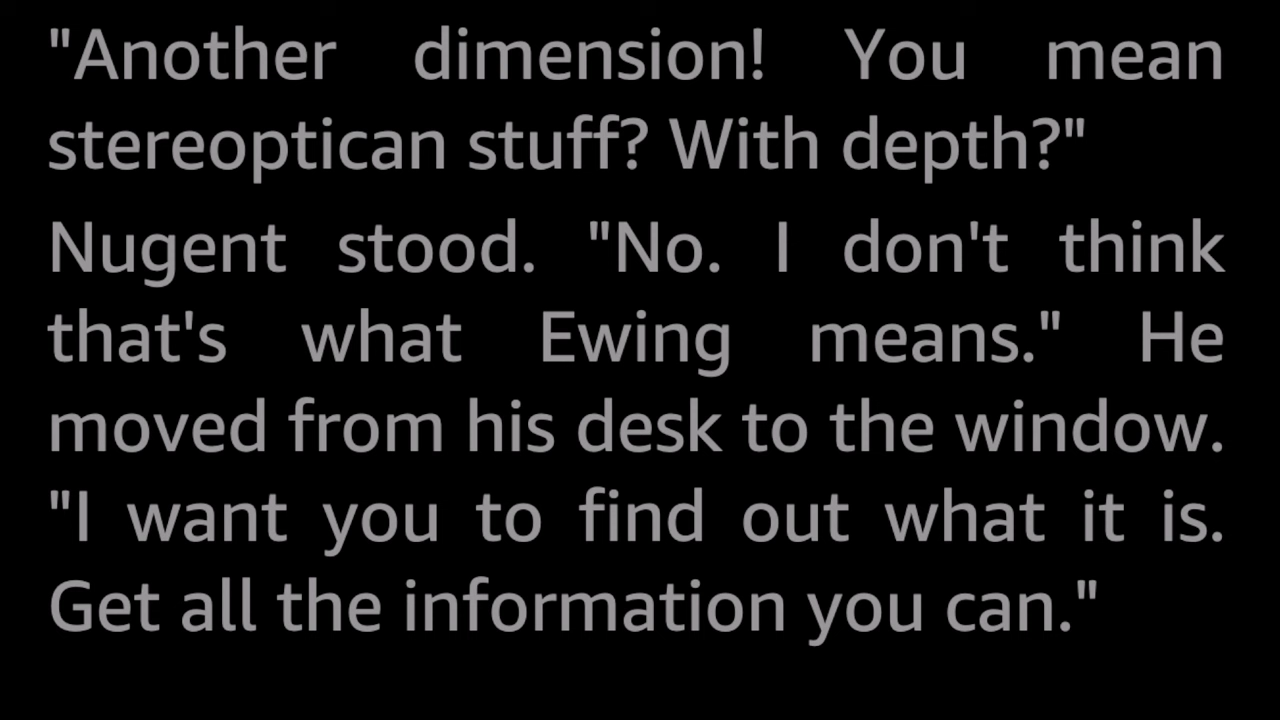 "Another dimension! You mean
stereoptican stuff? With depth?"
Nugent stood. "No. I don't think
that's what Ewing means." He
moved from his desk to the window.
"I want you to find out what it is.
Get all the information you can."